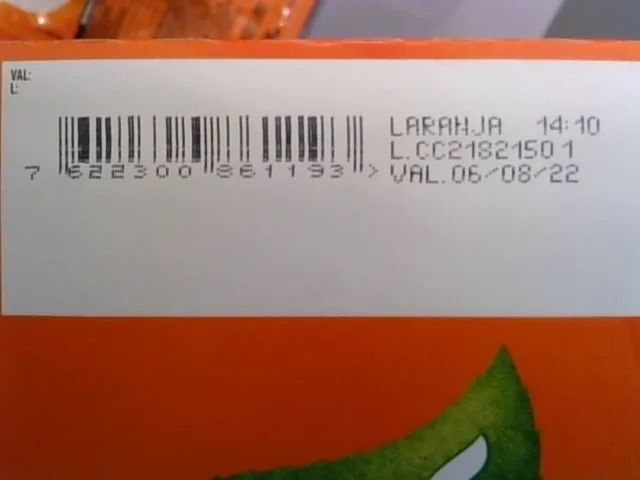 VAL:
L:
LARANJA 14:10
L.CC21821501
VAL.06/08/22
7 622300 861193 >